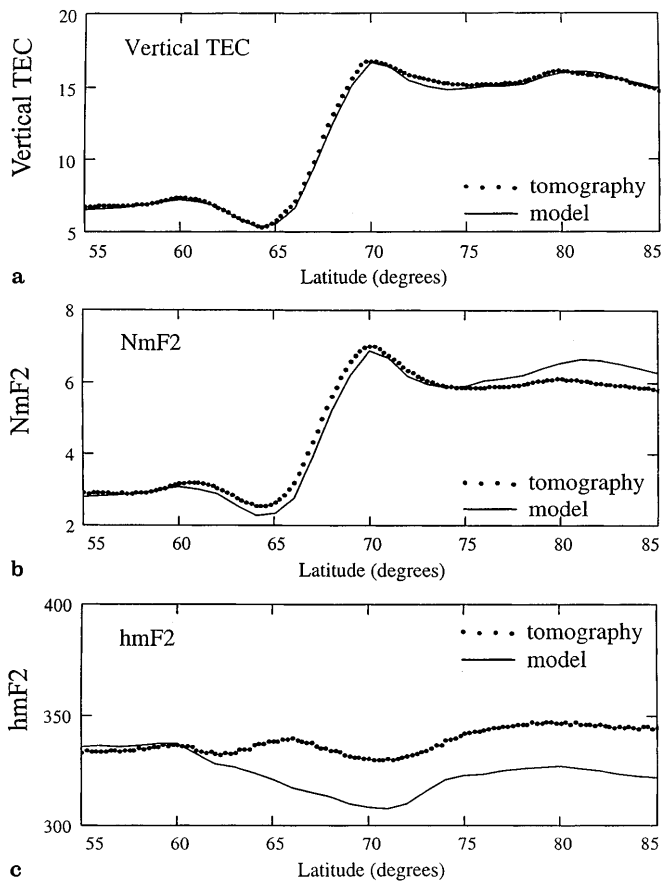 20
Vertical TEC
15
Vertical TEC
10
tomography
model
5
55 60 65 70 75 80 85
Latitude (degrees)
a
8
NmF2
6
NmF2
4
tomography
model
2
55 60 65 70 75 80 85
Latitude (degrees)
b
400
tomography
hmF2
model
hmF2
350
300
55 60 65 70 75 80 85
Latitude (degrees)
c